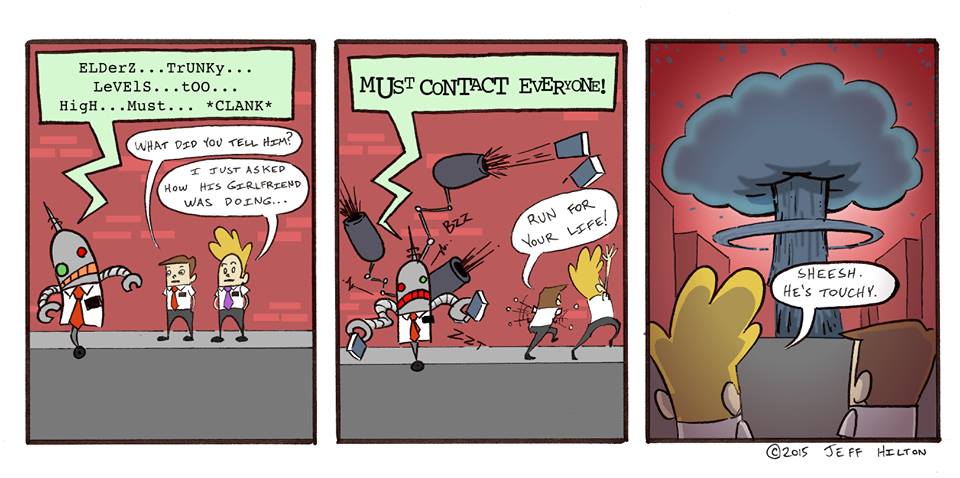 ELDerZ...TrUNKy...
LeVEls...tOO...
HigH...Must... *CLANK*
WHAT DID YOU TELL HIM?
I JUST ASKED
HOW HIS GIRLFRIEND
WAS DOING...
MUST CONTACT EVERYONE!
BZZ
RUN FOR
YOUR LIFE!
ZZT
SHEESH.
HE'S TOUCHY.
©2015 JEFF HILTON